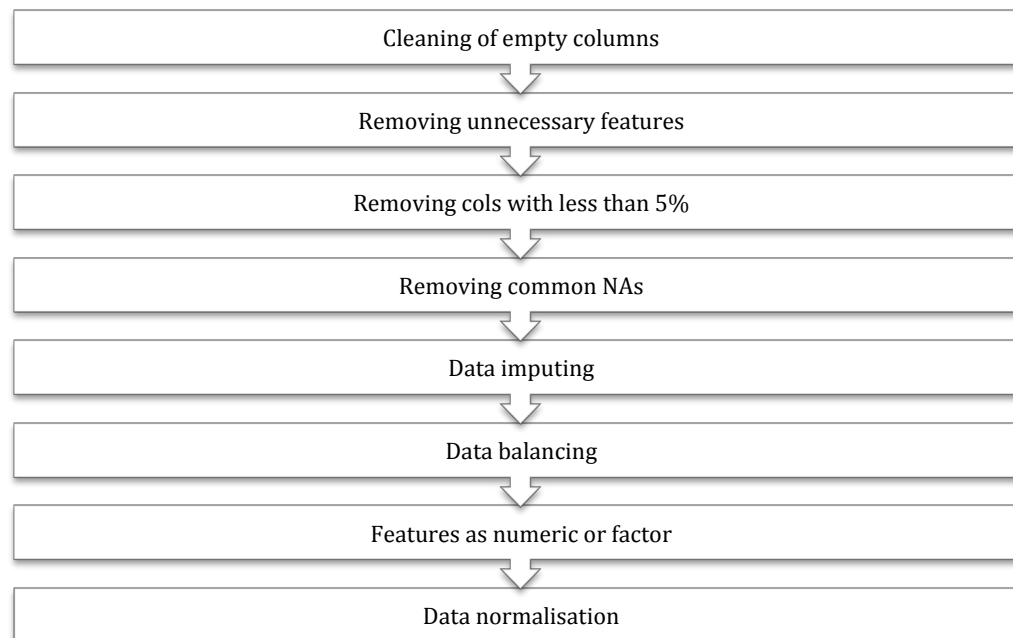 Cleaning of empty columns
Removing unnecessary features
Removing cols with less than 5%
Removing common NAs
Data imputing
Data balancing
Features as numeric or factor
Data normalisation